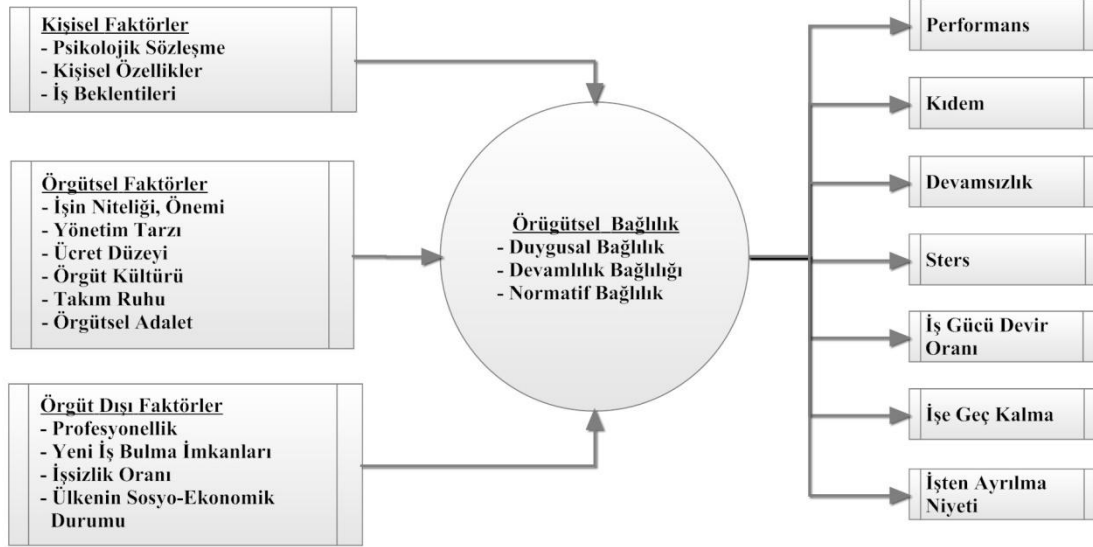 Kişisel Faktörler
- Psikolojik Sözleşme
- Kişisel Özellikler
- İş Beklentileri
Örgütsel Faktörler
- İşin Niteliği, Önemi
- Yönetim Tarzı
- Ücret Düzeyi
- Örgüt Kültürü
- Takım Ruhu
- Örgütsel Adalet
Örgüt Dışı Faktörler
- Profesyonellik
- Yeni İş Bulma İmkanları
- İşsizlik Oranı
- Ülkenin Sosyo-Ekonomik
Durumu
Örügütsel Bağlılık
- Duygusal Bağlılık
- Devamlılık Bağlılığı
- Normatif Bağlılık
Performans
Kıdem
Devamsızlık
Sters
İş Gücü Devir
Oranı
İşe Geç Kalma
İşten Ayrılma
Niyeti